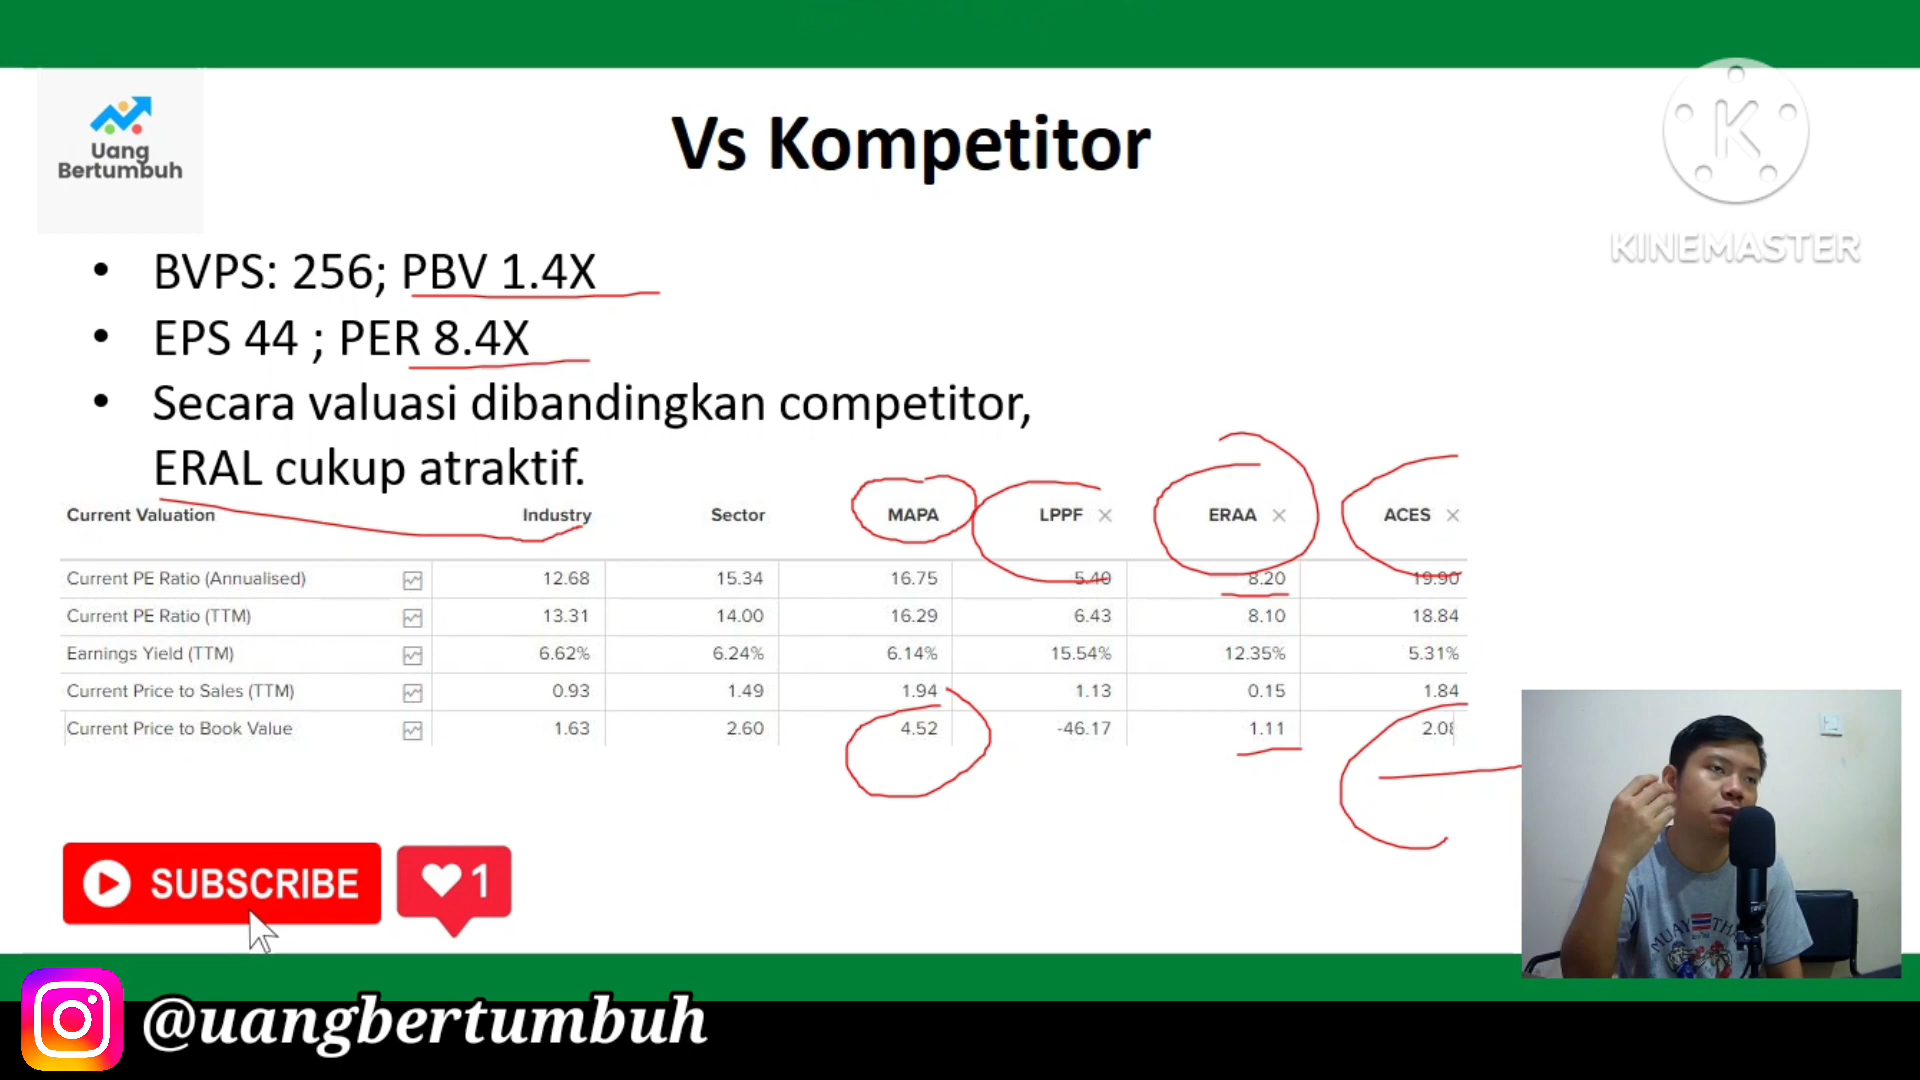 Uang
Bertumbuh
Vs Kompetitor
KINEMASTER
• BVPS: 256; PBV 1.4X
• EPS 44 ; PER 8.4X
• Secara valuasi dibandingkan competitor,
ERAL cukup atraktif.
Current Valuation Industry Sector MAPA LPPF × ERAA × ACES ×
Current PE Ratio (Annualised) 12.68 15.34 16.75 5.40 8.20 19.90
Current PE Ratio (TTM) 13.31 14.00 16.29 6.43 8.10 18.84
Earnings Yield (TTM) 6.62% 6.24% 6.14% 15.54% 12.35% 5.31%
Current Price to Sales (TTM) 0.93 1.49 1.94 1.13 0.15 1.84
Current Price to Book Value 1.63 2.60 4.52 -46.17 1.11 2.08
MUAY THA
SUBSCRIBE 1
@uangbertumbuh